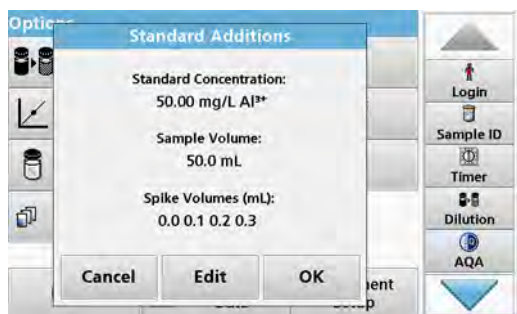 Options
Standard Additions
Standard Concentration:
50.00 mg/L Al³⁺
Sample Volume:
50.0 mL
Spike Volumes (mL):
0.0 0.1 0.2 0.3
Cancel
Edit
OK
Login
Sample ID
Timer
Dilution
AQA